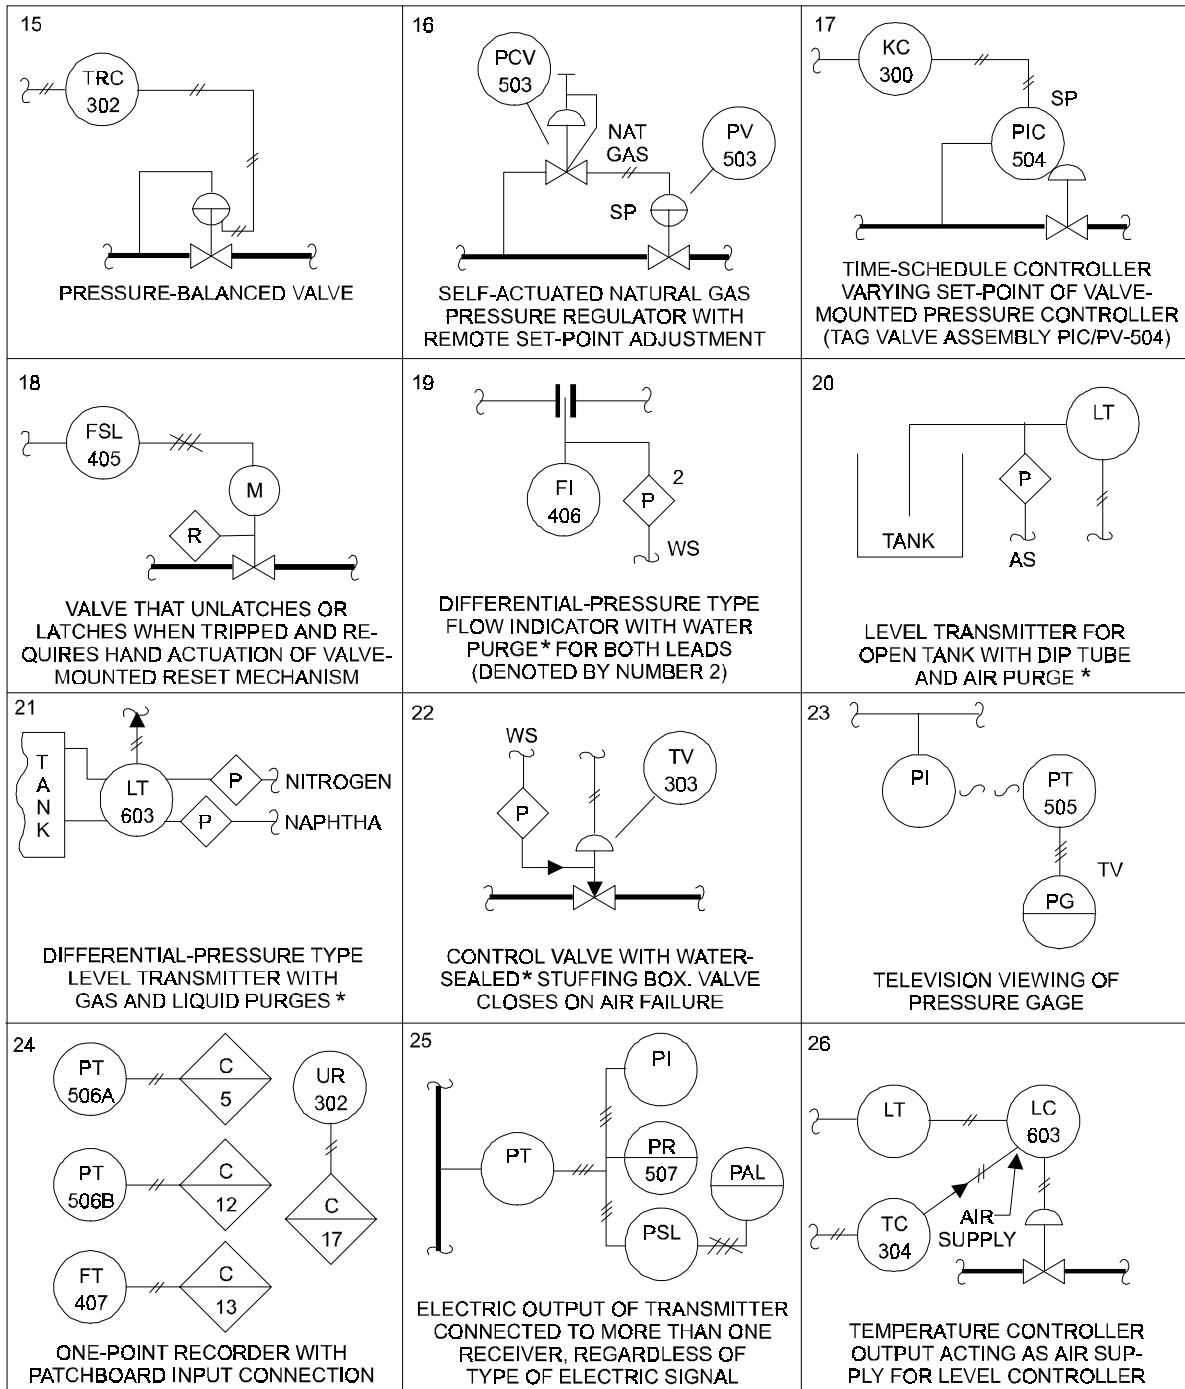 15
TRC
302
PRESSURE-BALANCED VALVE
16
PCV
503
NAT
GAS
PV
503
SP
SELF-ACTUATED NATURAL GAS
PRESSURE REGULATOR WITH
REMOTE SET-POINT ADJUSTMENT
17
KC
300
SP
PIC
504
TIME-SCHEDULE CONTROLLER
VARYING SET-POINT OF VALVE-
MOUNTED PRESSURE CONTROLLER
(TAG VALVE ASSEMBLY PIC/PV-504)
18
FSL
405
M
R
VALVE THAT UNLATCHES OR
LATCHES WHEN TRIPPED AND RE-
QUIRES HAND ACTUATION OF VALVE-
MOUNTED RESET MECHANISM
19
FI
406
2
P
WS
DIFFERENTIAL-PRESSURE TYPE
FLOW INDICATOR WITH WATER
PURGE * FOR BOTH LEADS
(DENOTED BY NUMBER 2)
20
LT
P
TANK
AS
LEVEL TRANSMITTER FOR
OPEN TANK WITH DIP TUBE
AND AIR PURGE *
21
TANK
LT
603
P
NITROGEN
P
NAPHTHA
DIFFERENTIAL-PRESSURE TYPE
LEVEL TRANSMITTER WITH
GAS AND LIQUID PURGES *
22
WS
TV
303
P
CONTROL VALVE WITH WATER-
SEALED* STUFFING BOX. VALVE
CLOSES ON AIR FAILURE
23
PI
PT
505
TV
PG
TELEVISION VIEWING OF
PRESSURE GAGE
24
PT
506A
C
5
UR
302
PT
506B
C
12
C
17
FT
407
C
13
ONE-POINT RECORDER WITH
PATCHBOARD INPUT CONNECTION
25
PI
PT
PR
507
PAL
PSL
ELECTRIC OUTPUT OF TRANSMITTER
CONNECTED TO MORE THAN ONE
RECEIVER, REGARDLESS OF
TYPE OF ELECTRIC SIGNAL
26
LT
LC
603
TC
304
AIR
SUPPLY
TEMPERATURE CONTROLLER
OUTPUT ACTING AS AIR SUP-
PLY FOR LEVEL CONTROLLER